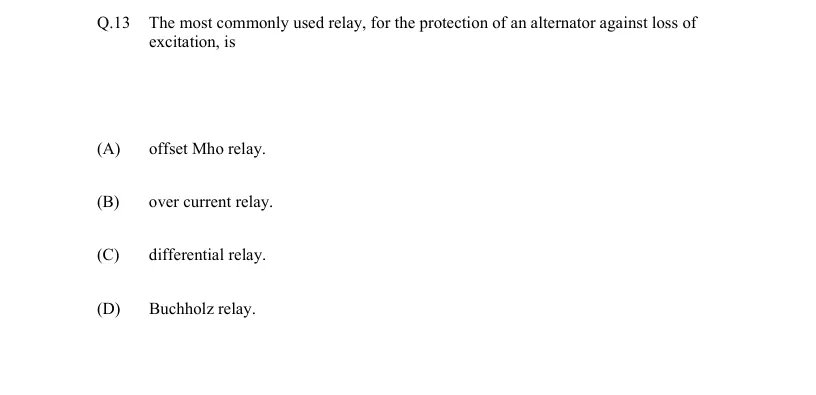 Q.13 The most commonly used relay, for the protection of an alternator against loss of
excitation, is
(A) offset Mho relay.
(B) over current relay.
(C) differential relay.
(D) Buchholz relay.